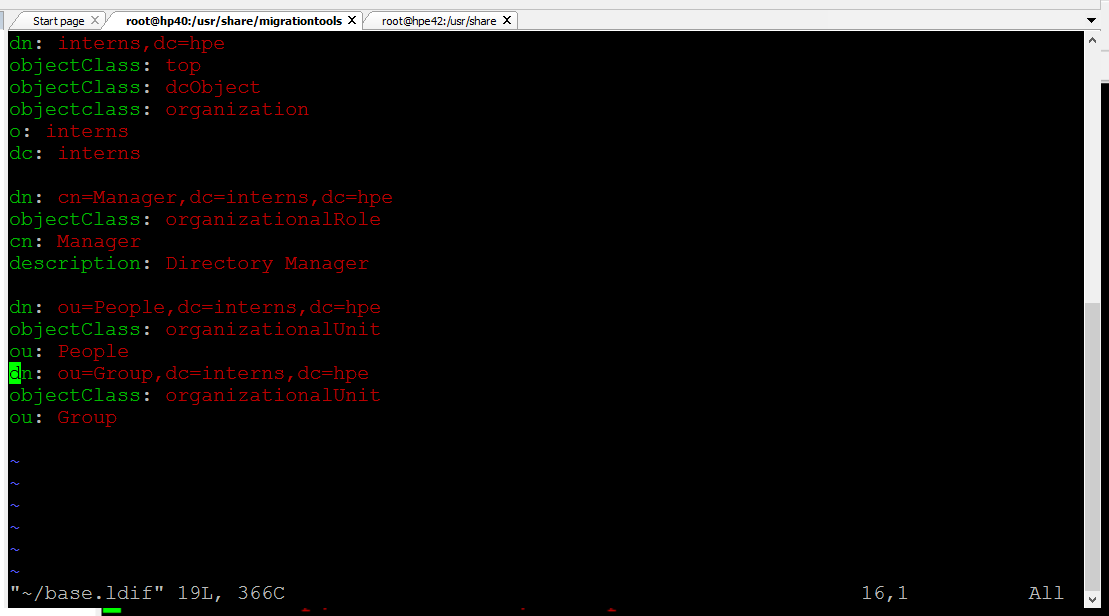 Start page
root@hp40:/usr/share/migrationtools
root@hpe42:/usr/share
dn: interns,dc=hpe
objectClass: top
objectClass: dcObject
objectclass: organization
o: interns
dc: interns
dn: cn=Manager,dc=interns,dc=hpe
objectClass: organizationalRole
cn: Manager
description: Directory Manager
dn: ou=People,dc=interns,dc=hpe
objectClass: organizationalUnit
ou: People
dn: ou=Group,dc=interns,dc=hpe
objectClass: organizationalUnit
ou: Group
~
~
~
~
~
~
"~/base.ldif" 19L, 366C 16,1 All